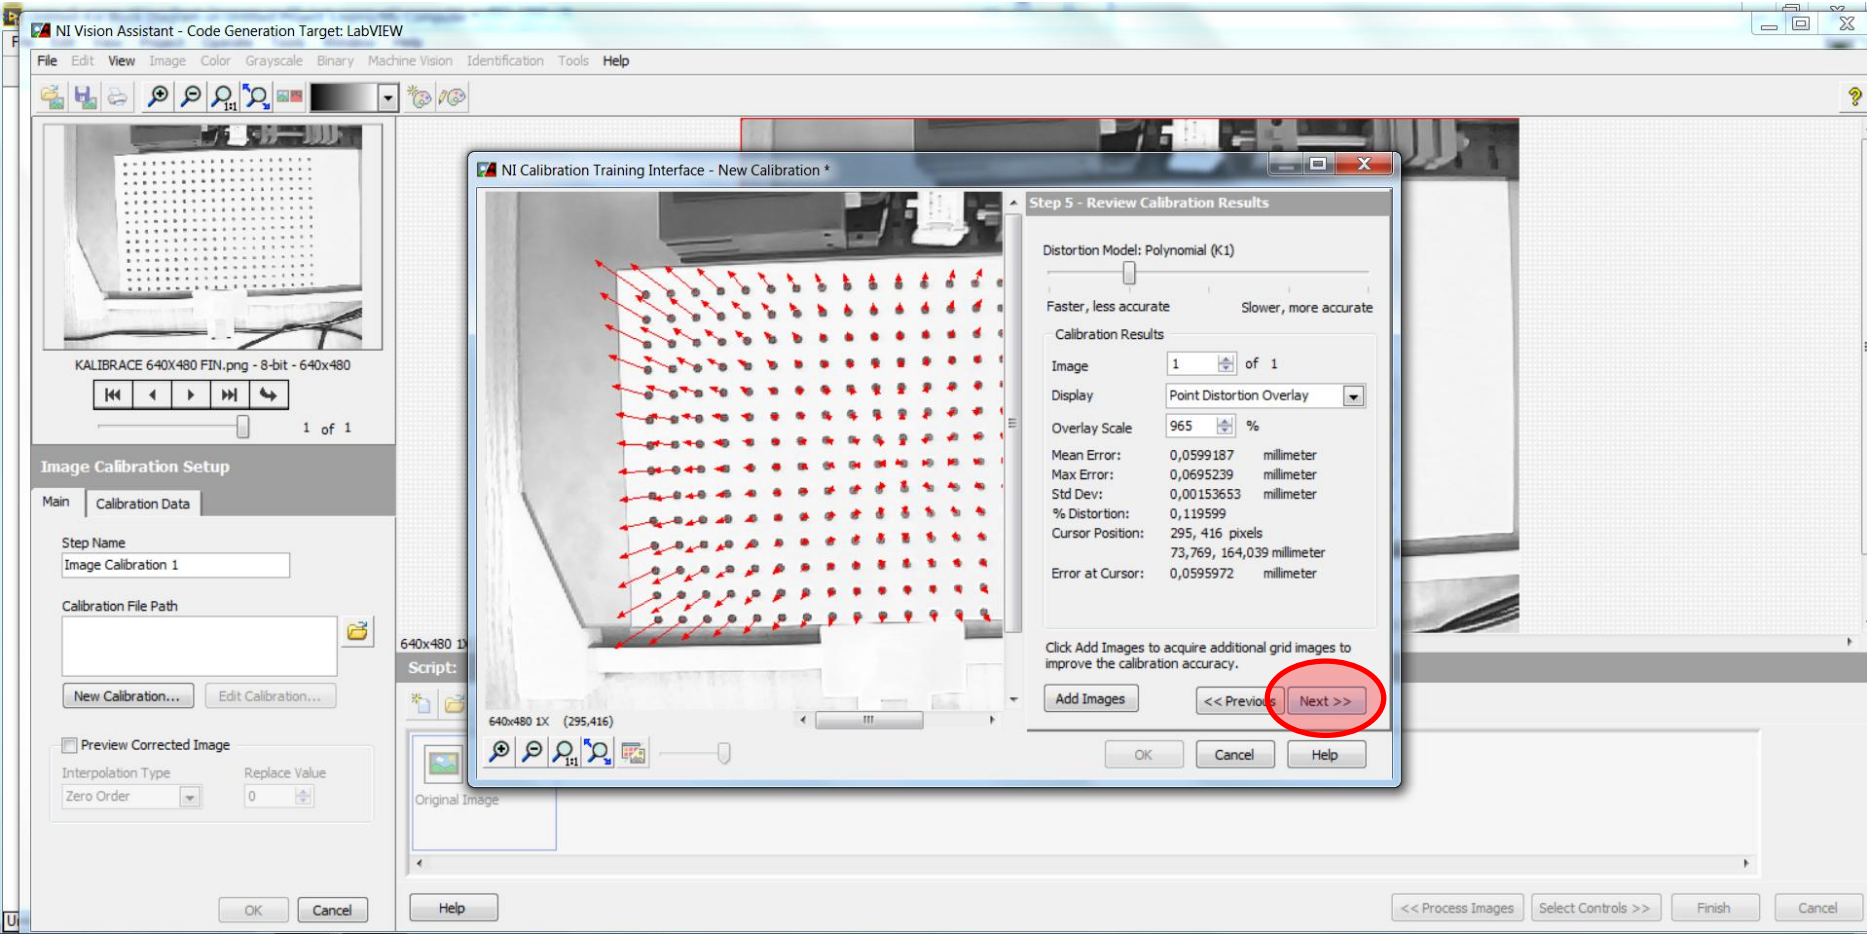 NI Vision Assistant - Code Generation Target: LabVIEW
File Edit View Image Color Grayscale Binary Machine Vision Identification Tools Help
1:1
KALIBRACE 640X480 FIN.png - 8-bit - 640x480
1 of 1
Image Calibration Setup
Main Calibration Data
Step Name
Image Calibration 1
Calibration File Path
New Calibration... Edit Calibration...
Preview Corrected Image
Interpolation Type Replace Value
Zero Order 0
OK Cancel
NI Calibration Training Interface - New Calibration *
Step 5 - Review Calibration Results
Distortion Model: Polynomial (K1)
Faster, less accurate Slower, more accurate
Calibration Results
Image 1 of 1
Display Point Distortion Overlay
Overlay Scale 965 %
Mean Error: 0,0599187 millimeter
Max Error: 0,0695239 millimeter
Std Dev: 0,00153653 millimeter
% Distortion: 0,119599
Cursor Position: 295, 416 pixels
73,769, 164,039 millimeter
Error at Cursor: 0,0595972 millimeter
Click Add Images to acquire additional grid images to
improve the calibration accuracy.
Add Images << Previous Next >>
640x480 1X (295,416)
1:1
OK Cancel Help
640x480 1X
Script:
Original Image
Help << Process Images Select Controls >> Finish Cancel